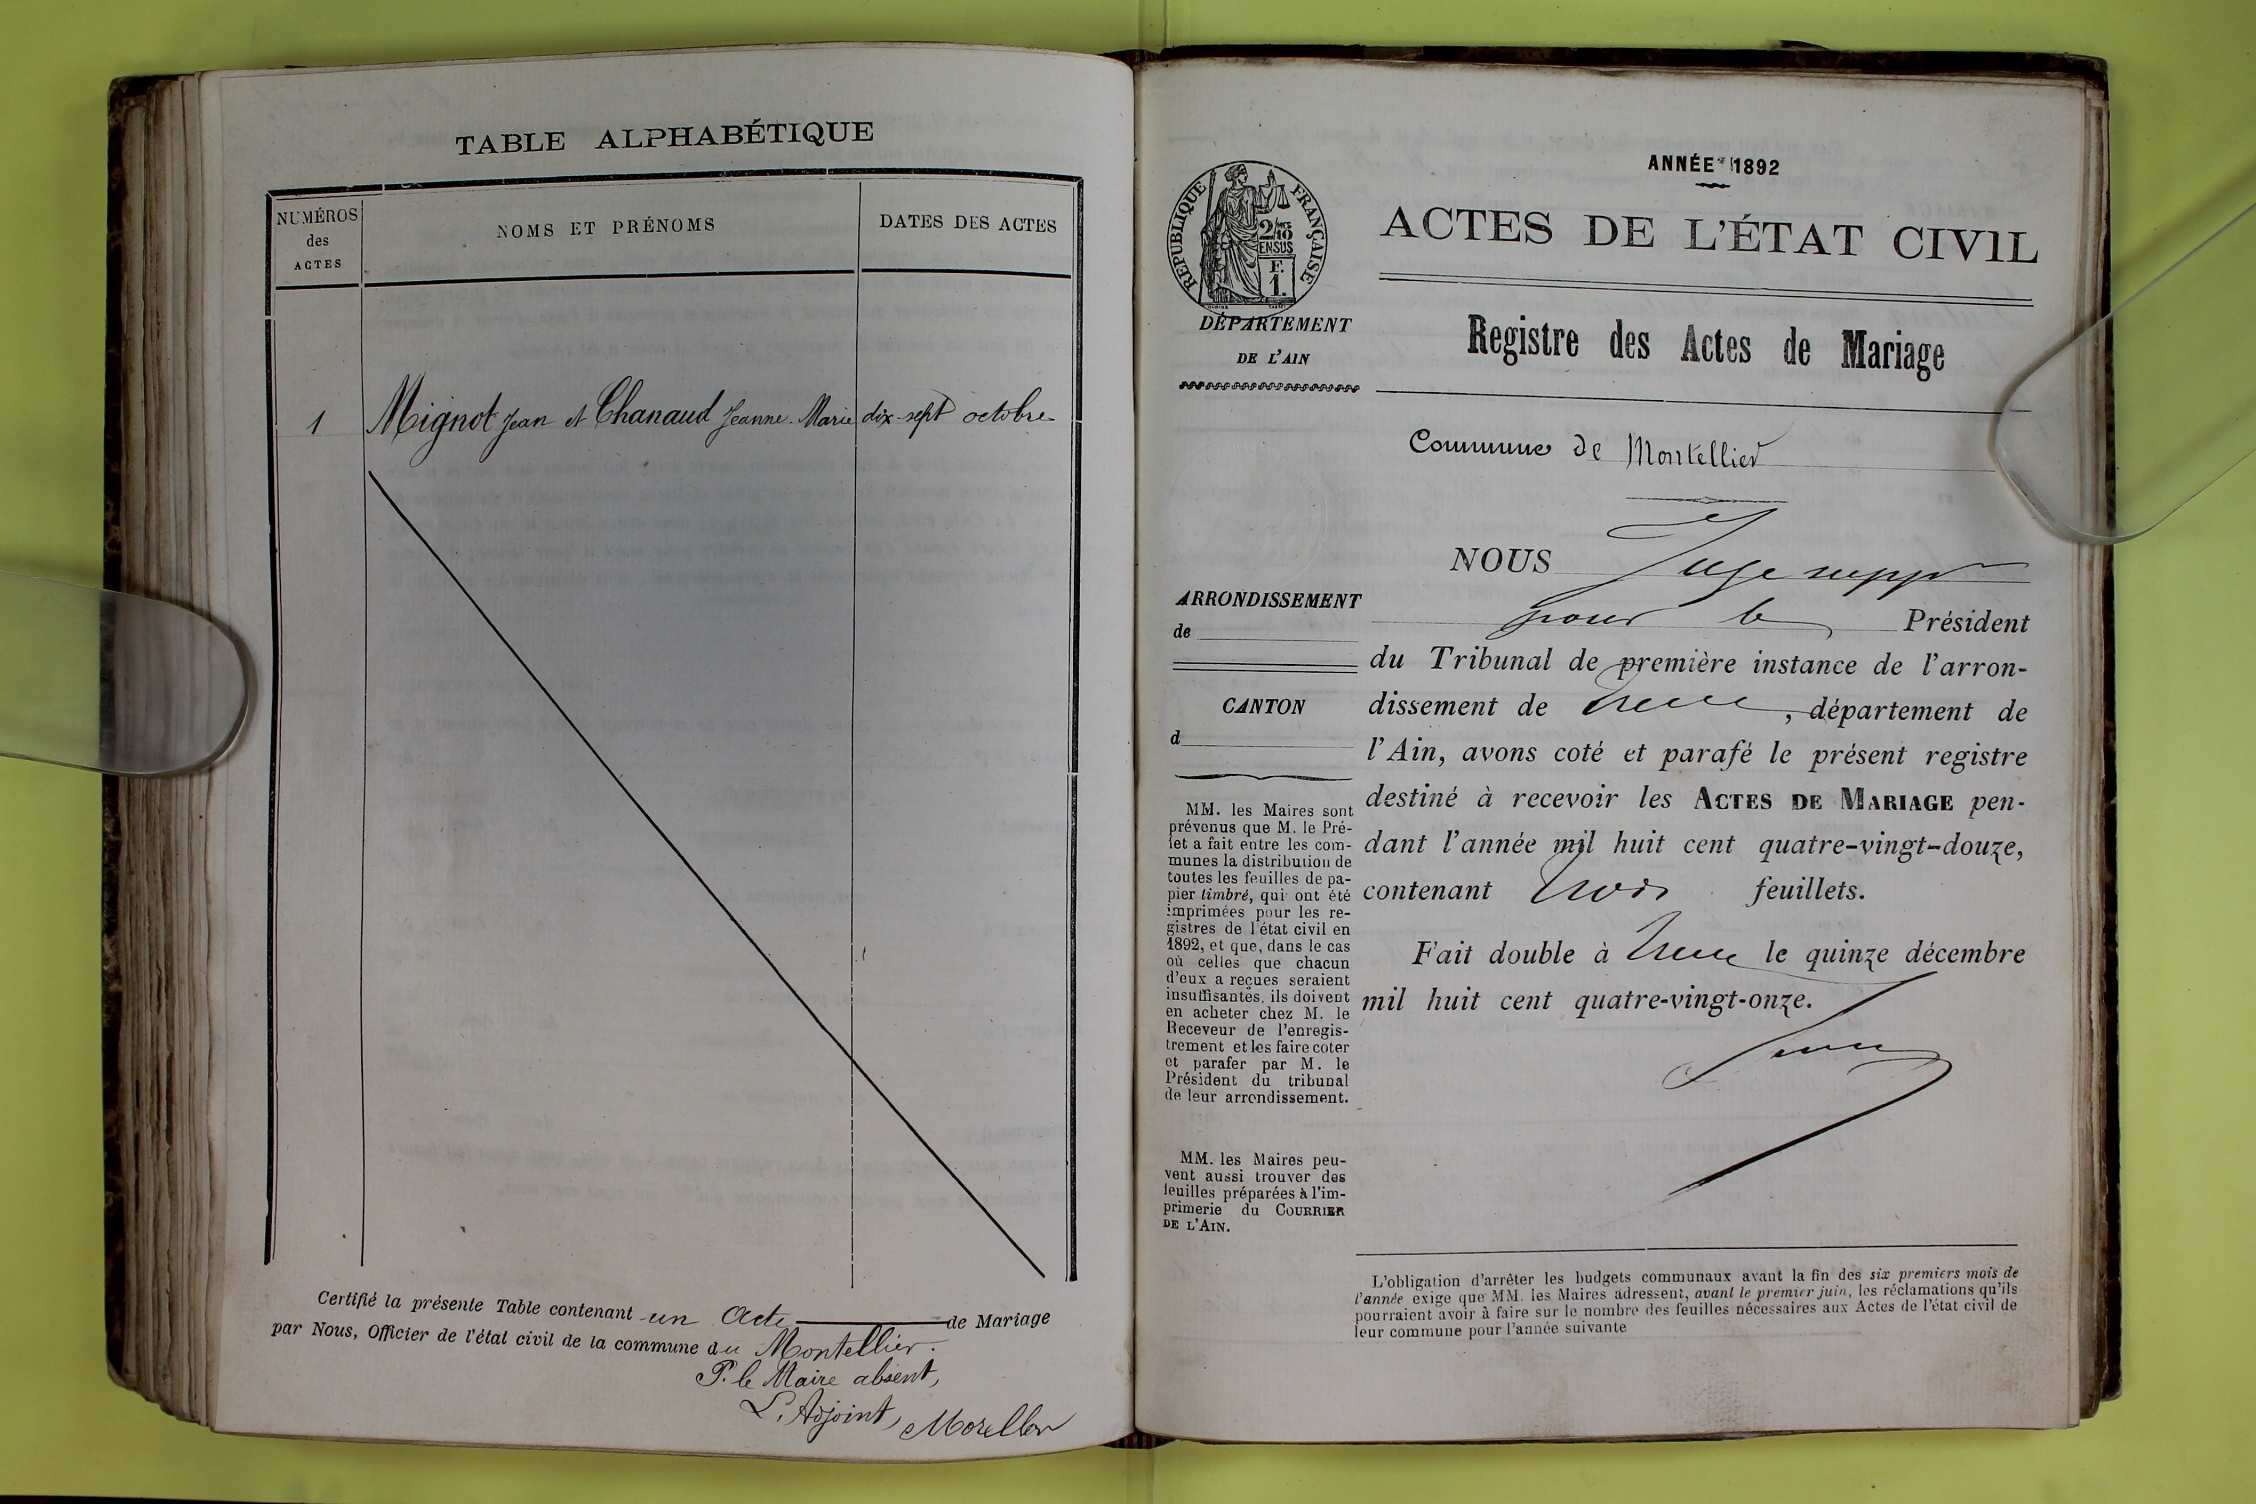 TABLE ALPHABÉTIQUE
NUMÉROS
des
ACTES
NOMS ET PRÉNOMS
DATES DES ACTES
1
Mignot Jean et Chanaud Jeanne-Marie
dix-sept octobre
Certifié la présente Table contenant un Acte de Mariage
par Nous, Officier de l'état civil de la commune du Montellier.
P. le Maire absent,
L'Adjoint, Morellon
RÉPUBLIQUE FRANÇAISE
2/10 EN SUS
F.
1.
DÉPARTEMENT
DE L'AIN
ANNÉE 1892
ACTES DE L'ÉTAT CIVIL
Registre des Actes de Mariage
Commune de Montellier
ARRONDISSEMENT
de
CANTON
d
MM. les Maires sont
prévenus que M. le Pré-
fet a fait entre les com-
munes la distribution de
toutes les feuilles de pa-
pier timbré, qui ont été
imprimées pour les re-
gistres de l'état civil en
1892, et que, dans le cas
où celles que chacun
d'eux a reçues seraient
insuffisantes, ils doivent
en acheter chez M. le
Receveur de l'enregis-
trement et les faire coter
et parafer par M. le
Président du tribunal
de leur arrondissement.
MM. les Maires peu-
vent aussi trouver des
feuilles préparées à l'im-
primerie du COURRIER
DE L'AIN.
NOUS Juge suppt
pour le Président
du Tribunal de première instance de l'arron-
dissement de Trevoux, département de
l'Ain, avons coté et parafé le présent registre
destiné à recevoir les ACTES DE MARIAGE pen-
dant l'année mil huit cent quatre-vingt-douze,
contenant trois feuillets.
Fait double à Trevoux le quinze décembre
mil huit cent quatre-vingt-onze.
L'obligation d'arrêter les budgets communaux avant la fin des six premiers mois de
l'année exige que MM. les Maires adressent, avant le premier juin, les réclamations qu'ils
pourraient avoir à faire sur le nombre des feuilles nécessaires aux Actes de l'état civil de
leur commune pour l'année suivante